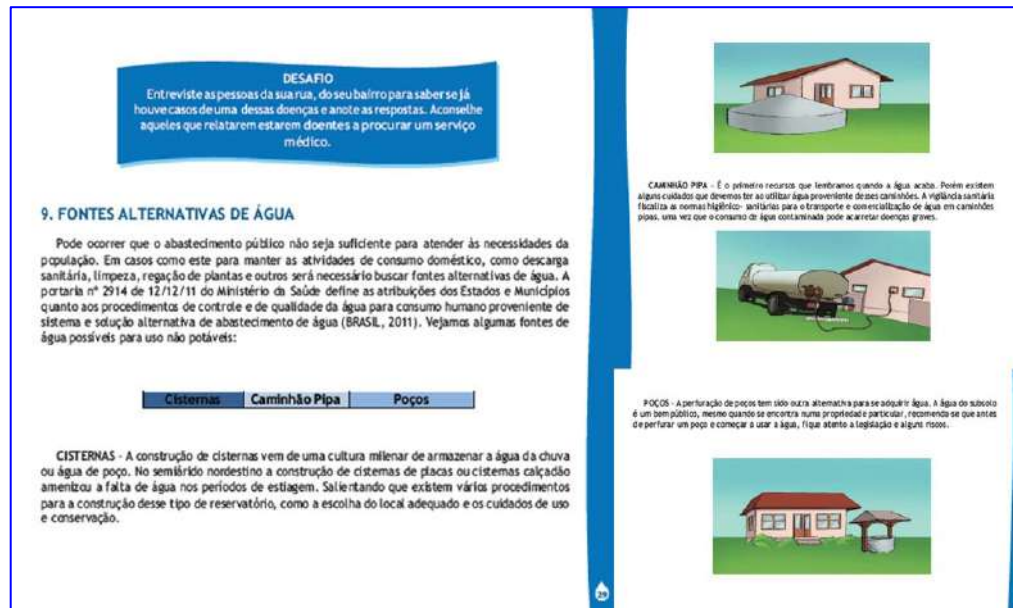 DESAFIO
Entreviste as pessoas da sua rua, do seu bairro para saber se já
houve casos de uma dessas doenças e anote as respostas. Aconselhe
aqueles que relatarem estarem doentes a procurar um serviço
médico.
9. FONTES ALTERNATIVAS DE ÁGUA
Pode ocorrer que o abastecimento público não seja suficiente para atender às necessidades da
população. Em casos como este para manter as atividades de consumo doméstico, como descarga
sanitária, limpeza, regação de plantas e outros será necessário buscar fontes alternativas de água. A
portaria nº 2914 de 12/12/11 do Ministério da Saúde define as atribuições dos Estados e Municípios
quanto aos procedimentos de controle e de qualidade da água para consumo humano proveniente de
sistema e solução alternativa de abastecimento de água (BRASIL, 2011). Vejamos algumas fontes de
água possíveis para uso não potáveis:
Cisternas Caminhão Pipa Poços
CISTERNAS - A construção de cisternas vem de uma cultura milenar de armazenar a água da chuva
ou água de poço. No semiárido nordestino a construção de cisternas de placas ou cisternas calçadão
amenizou a falta de água nos períodos de estiagem. Salientando que existem vários procedimentos
para a construção desse tipo de reservatório, como a escolha do local adequado e os cuidados de uso
e conservação.
29
CAMINHÃO PIPA - É o primeiro recursos que lembramos quando a água acaba. Porém existem
alguns cuidados que devemos ter ao utilizar água proveniente desses caminhões. A vigilância sanitária
fiscaliza as normas higiênico- sanitárias para o transporte e comercialização de água em caminhões
pipas, uma vez que o consumo de água contaminada pode acarretar doenças graves.
POÇOS - A perfuração de poços tem sido outra alternativa para se adquirir água. A água do subsolo
é um bem público, mesmo quando se encontra numa propriedade particular, recomenda-se que antes
de perfurar um poço e começar a usar a água, fique atento a legislação e alguns riscos.